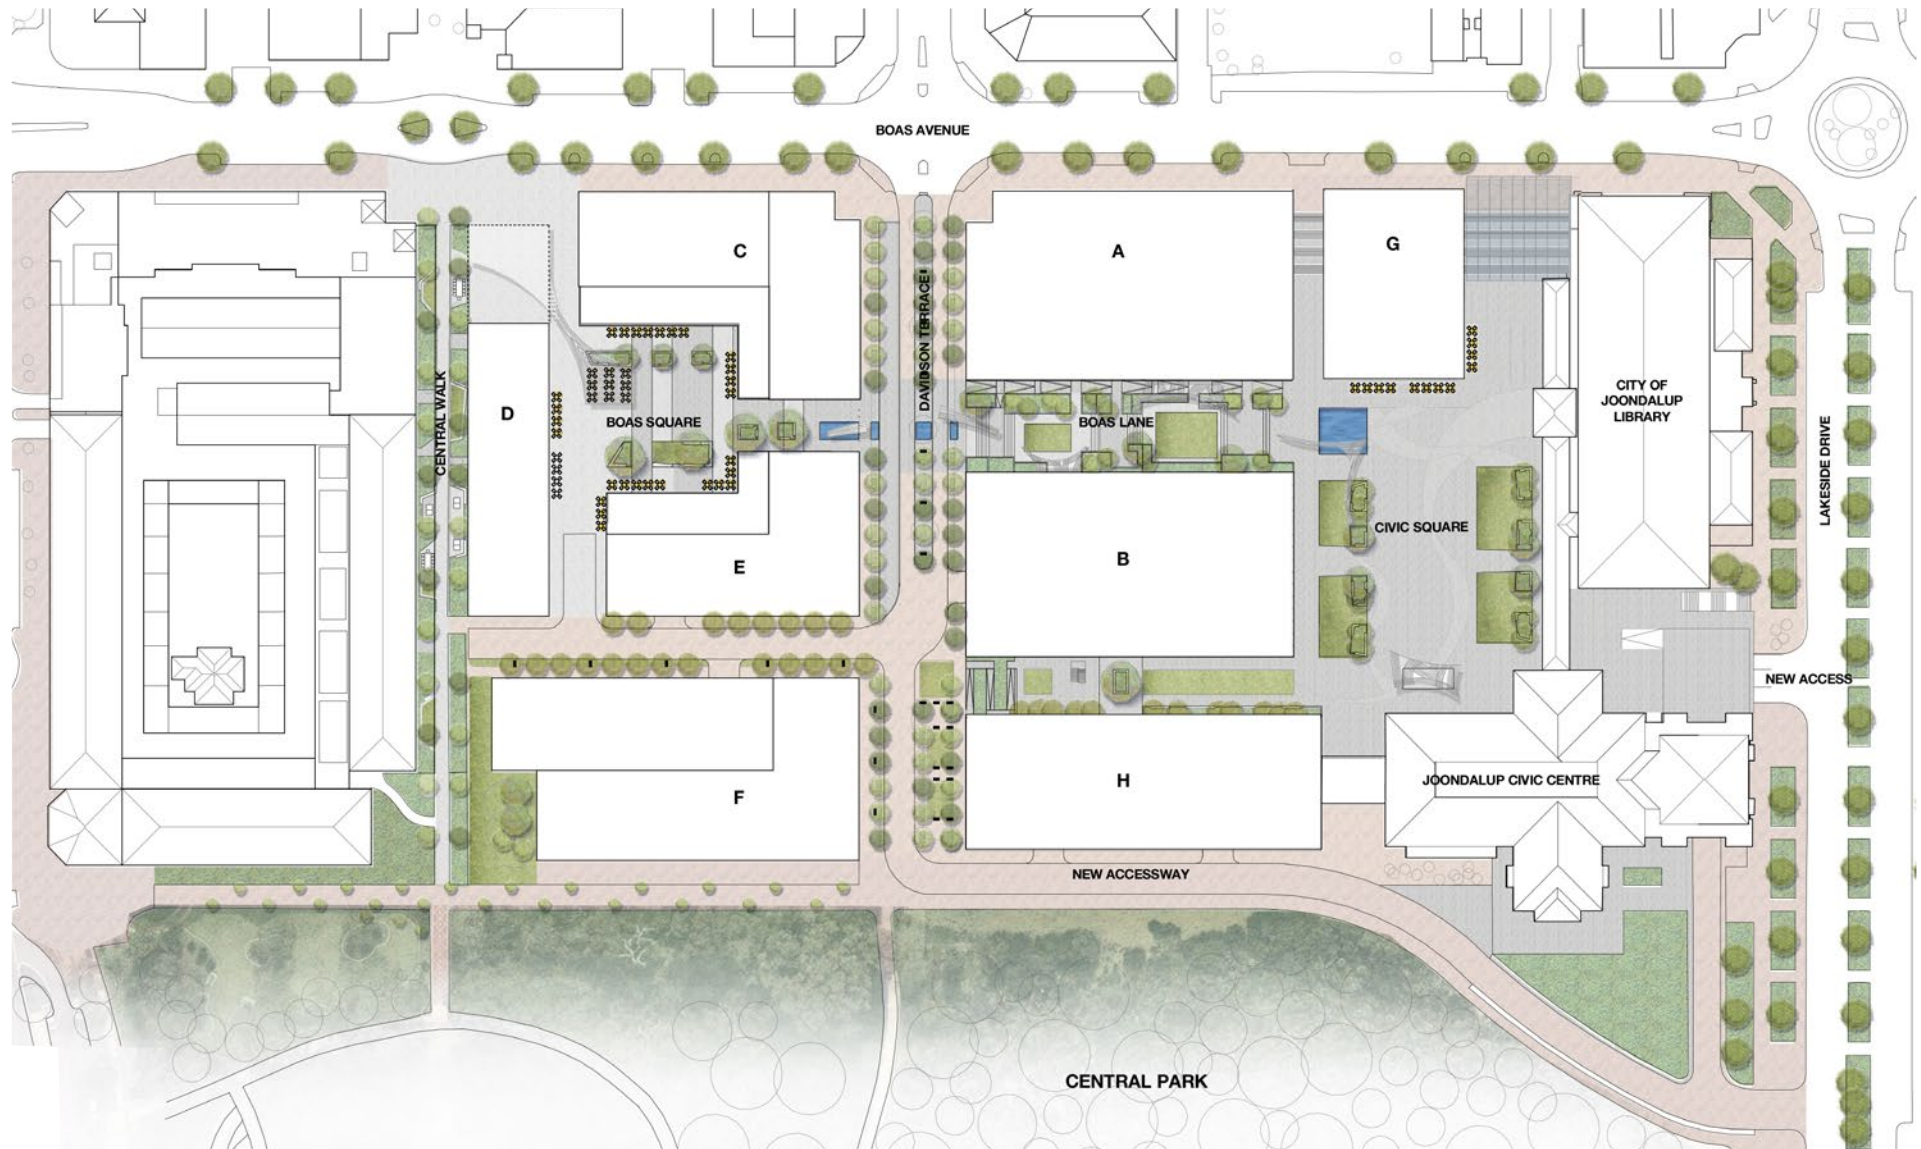 BOAS AVENUE
C
A
G
DAVIDSON TERRACE
CENTRAL WALK
D
BOAS SQUARE
BOAS LANE
CITY OF
JOONDALUP
LIBRARY
LAKESIDE DRIVE
CIVIC SQUARE
E
B
NEW ACCESS
F
H
JOONDALUP CIVIC CENTRE
NEW ACCESSWAY
CENTRAL PARK